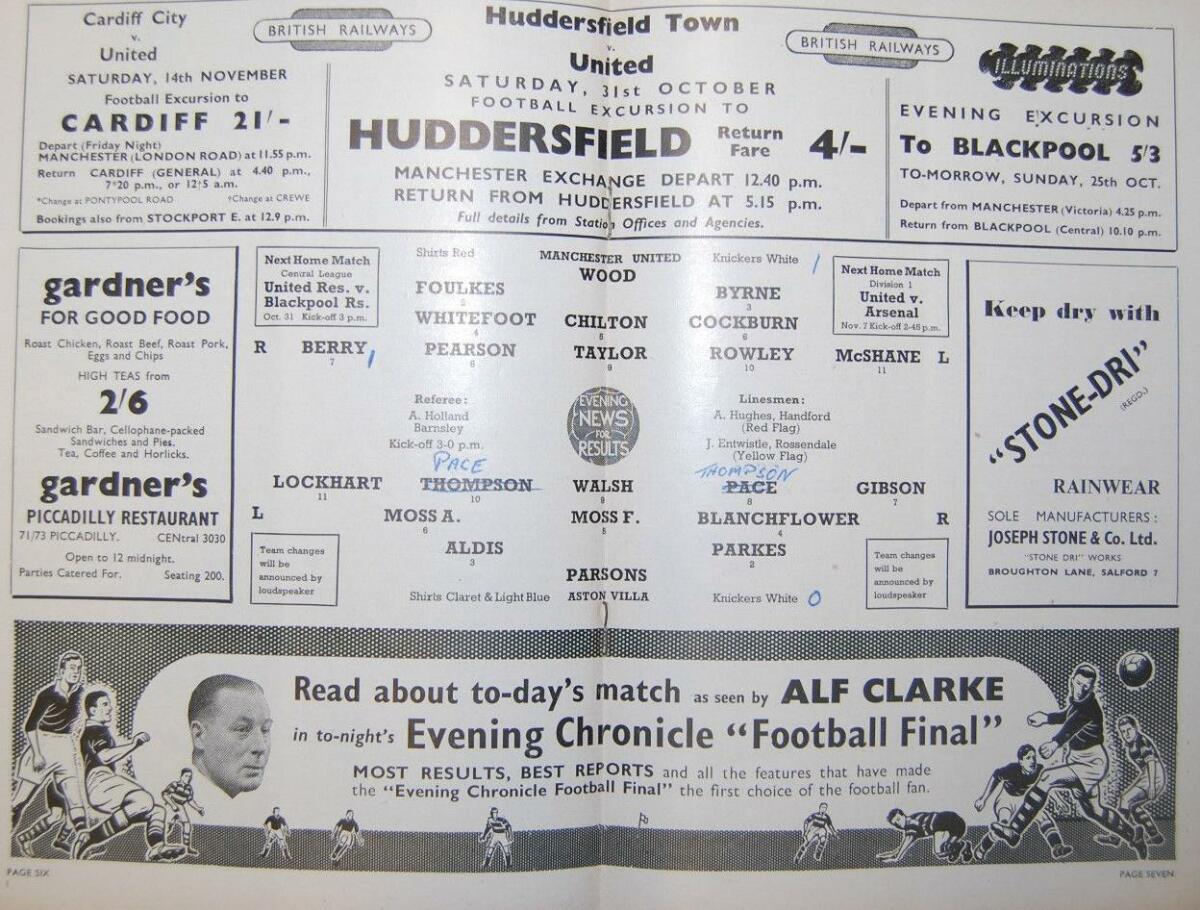 Cardiff City
v.
United
SATURDAY, 14th NOVEMBER
Football Excursion to
CARDIFF 21/-
Depart (Friday Night)
MANCHESTER (LONDON ROAD) at 11.55 p.m.
Return CARDIFF (GENERAL) at 4.40 p.m.,
7*20 p.m., or 12†5 a.m.
*Change at PONTYPOOL ROAD †Change at CREWE
Bookings also from STOCKPORT E. at 12.9 p.m.
BRITISH RAILWAYS
Huddersfield Town
v.
United
SATURDAY, 31st OCTOBER
FOOTBALL EXCURSION TO
HUDDERSFIELD Return Fare 4/-
MANCHESTER EXCHANGE DEPART 12.40 p.m.
RETURN FROM HUDDERSFIELD AT 5.15 p.m.
Full details from Station Offices and Agencies.
BRITISH RAILWAYS
ILLUMINATIONS
EVENING EXCURSION
To BLACKPOOL 5/3
TO-MORROW, SUNDAY, 25th OCT.
Depart from MANCHESTER (Victoria) 4.25 p.m.
Return from BLACKPOOL (Central) 10.10 p.m.
gardner's
FOR GOOD FOOD
Roast Chicken, Roast Beef, Roast Pork,
Eggs and Chips
HIGH TEAS from
2/6
Sandwich Bar, Cellophane-packed
Sandwiches and Pies.
Tea, Coffee and Horlicks.
gardner's
PICCADILLY RESTAURANT
71/73 PICCADILLY. CENtral 3030
Open to 12 midnight.
Parties Catered For. Seating 200.
Next Home Match
Central League
United Res. v.
Blackpool Rs.
Oct. 31 Kick-off 3 p.m.
Shirts Red MANCHESTER UNITED Knickers White 1
WOOD
FOULKES BYRNE
2 3
WHITEFOOT CHILTON COCKBURN
4 5 6
R BERRY 1 PEARSON TAYLOR ROWLEY McSHANE L
7 8 9 10 11
Next Home Match
Division 1
United v.
Arsenal
Nov. 7 Kick-off 2-45 p.m.
Referee:
A. Holland
Barnsley
Kick-off 3-0 p.m.
EVENING
NEWS
FOR
RESULTS
Linesmen:
A. Hughes, Handford
(Red Flag)
J. Entwistle, Rossendale
(Yellow Flag)
PACE THOMPSON
LOCKHART THOMPSON WALSH PACE GIBSON
11 10 9 8 7
L MOSS A. MOSS F. BLANCHFLOWER R
6 5 4
ALDIS PARKES
3 2
PARSONS
Shirts Claret & Light Blue ASTON VILLA Knickers White 0
Team changes
will be
announced by
loudspeaker
Team changes
will be
announced by
loudspeaker
Keep dry with
"STONE-DRI"
(REGD.)
RAINWEAR
SOLE MANUFACTURERS:
JOSEPH STONE & Co. Ltd.
"STONE DRI" WORKS
BROUGHTON LANE, SALFORD 7
Read about to-day's match as seen by ALF CLARKE
in to-night's Evening Chronicle "Football Final"
MOST RESULTS, BEST REPORTS and all the features that have made
the "Evening Chronicle Football Final" the first choice of the football fan.
PAGE SIX
PAGE SEVEN